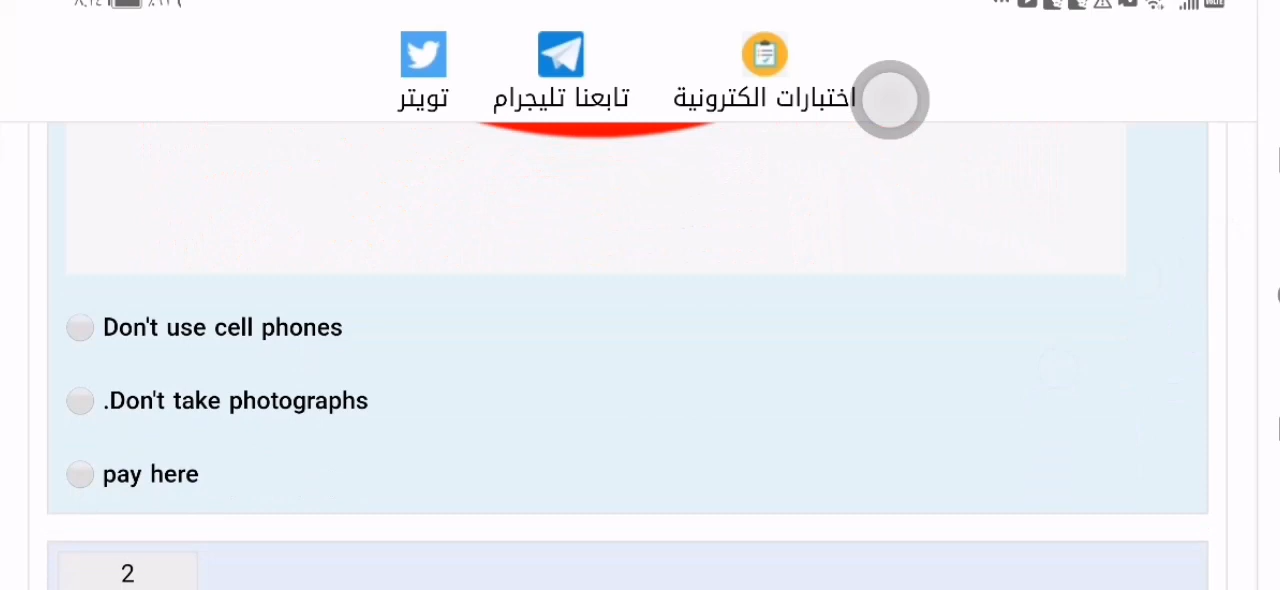 اختبارات الكترونية
تابعنا تليجرام
تويتر
Don't use cell phones
.Don't take photographs
pay here
2